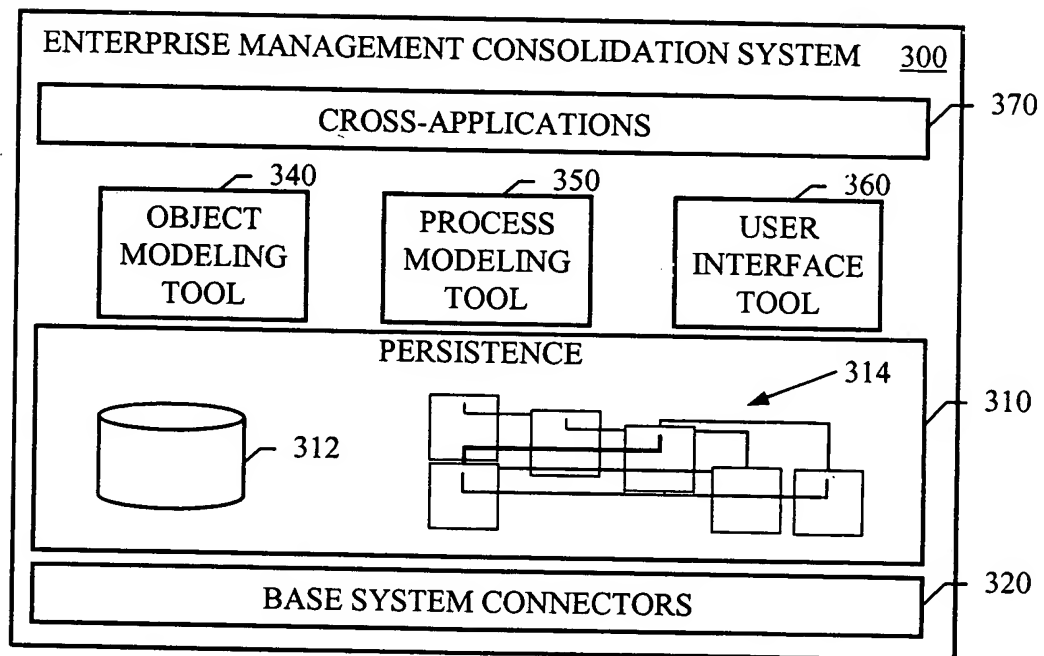 ENTERPRISE MANAGEMENT CONSOLIDATION SYSTEM 300
CROSS-APPLICATIONS
370
340
350
360
OBJECT
MODELING
TOOL
PROCESS
MODELING
TOOL
USER
INTERFACE
TOOL
PERSISTENCE
314
310
312
BASE SYSTEM CONNECTORS
320